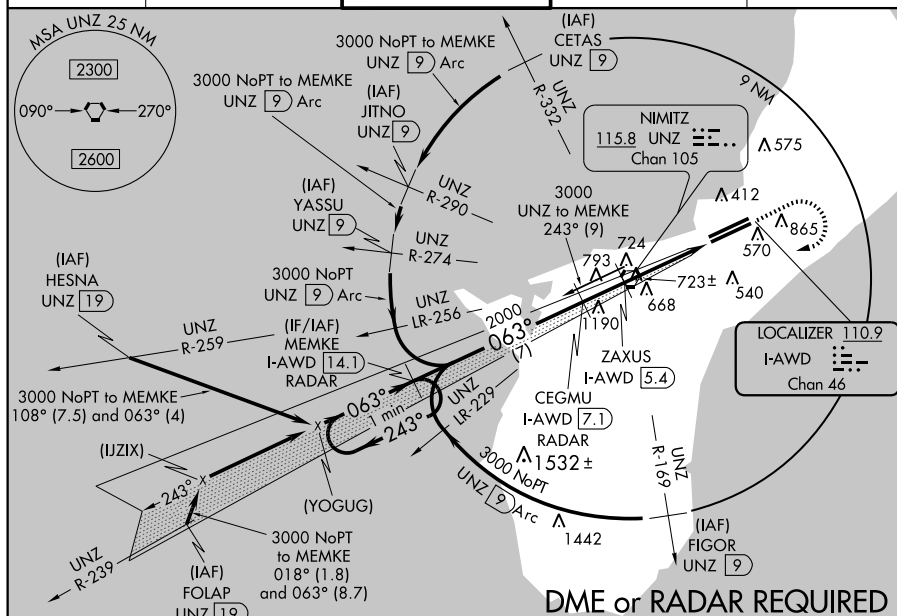 MSA UNZ 25 NM
2300
090°
270°
2600
3000 NoPT to MEMKE
UNZ 9 Arc
3000 NoPT to MEMKE
UNZ 9 Arc
(IAF)
CETAS
UNZ 9
(IAF)
JITNO
UNZ 9
UNZ
R-332
9 NM
NIMITZ
115.8 UNZ
Chan 105
575
412
865
570
540
(IAF)
YASSU
UNZ 9
UNZ
R-290
UNZ
R-274
3000
UNZ to MEMKE
243° (9)
793
724
723±
668
1190
(IAF)
HESNA
UNZ 19
3000 NoPT
UNZ 9 Arc
UNZ
LR-256
2000
063°
(7)
UNZ
R-259
(IF/IAF)
MEMKE
I-AWD 14.1
RADAR
ZAXUS
I-AWD 5.4
LOCALIZER 110.9
I-AWD
Chan 46
3000 NoPT to MEMKE
108° (7.5) and 063° (4)
063°
1 min
243°
UNZ
LR-229
CEGMU
I-AWD 7.1
RADAR
1532 ±
(IJZIX)
243°
(YOGUG)
3000 NoPT
UNZ 9 Arc
1442
UNZ
R-169
UNZ
R-239
(IAF)
FOLAP
UNZ 19
3000 NoPT
to MEMKE
018° (1.8)
and 063° (8.7)
(IAF)
FIGOR
UNZ 9
DME or RADAR REQUIRED